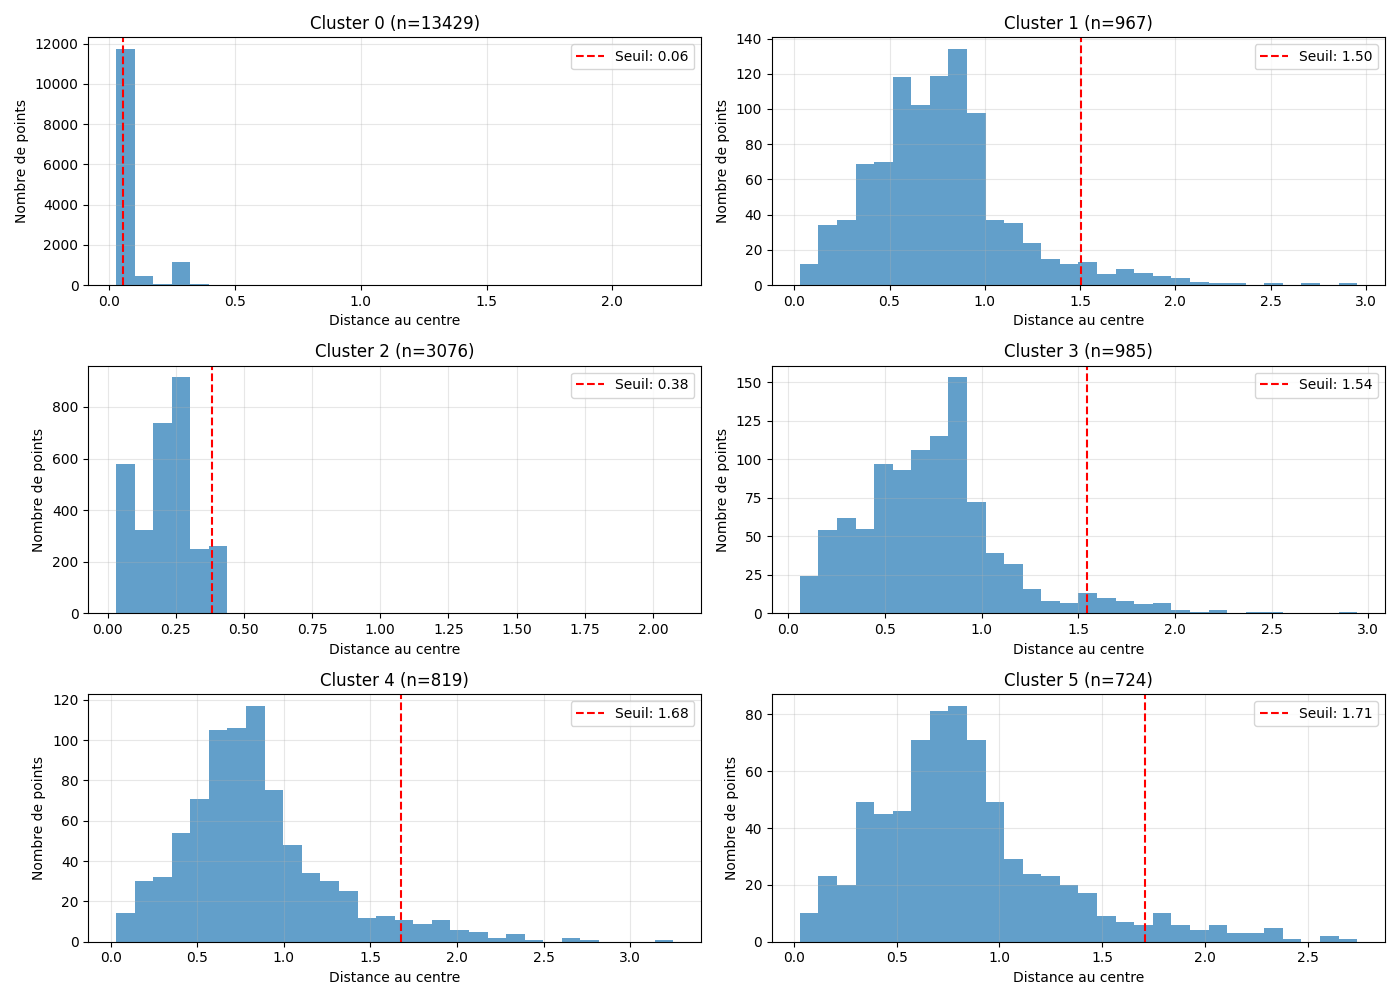 Cluster 0 (n=13429)
12000
10000
8000
6000
4000
2000
0
Nombre de points
Seuil: 0.06
0.0 0.5 1.0 1.5 2.0
Distance au centre
Cluster 1 (n=967)
140
120
100
80
60
40
20
0
Nombre de points
Seuil: 1.50
0.0 0.5 1.0 1.5 2.0 2.5 3.0
Distance au centre
Cluster 2 (n=3076)
800
600
400
200
0
Nombre de points
Seuil: 0.38
0.00 0.25 0.50 0.75 1.00 1.25 1.50 1.75 2.00
Distance au centre
Cluster 3 (n=985)
150
125
100
75
50
25
0
Nombre de points
Seuil: 1.54
0.0 0.5 1.0 1.5 2.0 2.5 3.0
Distance au centre
Cluster 4 (n=819)
120
100
80
60
40
20
0
Nombre de points
Seuil: 1.68
0.0 0.5 1.0 1.5 2.0 2.5 3.0
Distance au centre
Cluster 5 (n=724)
80
60
40
20
0
Nombre de points
Seuil: 1.71
0.0 0.5 1.0 1.5 2.0 2.5
Distance au centre